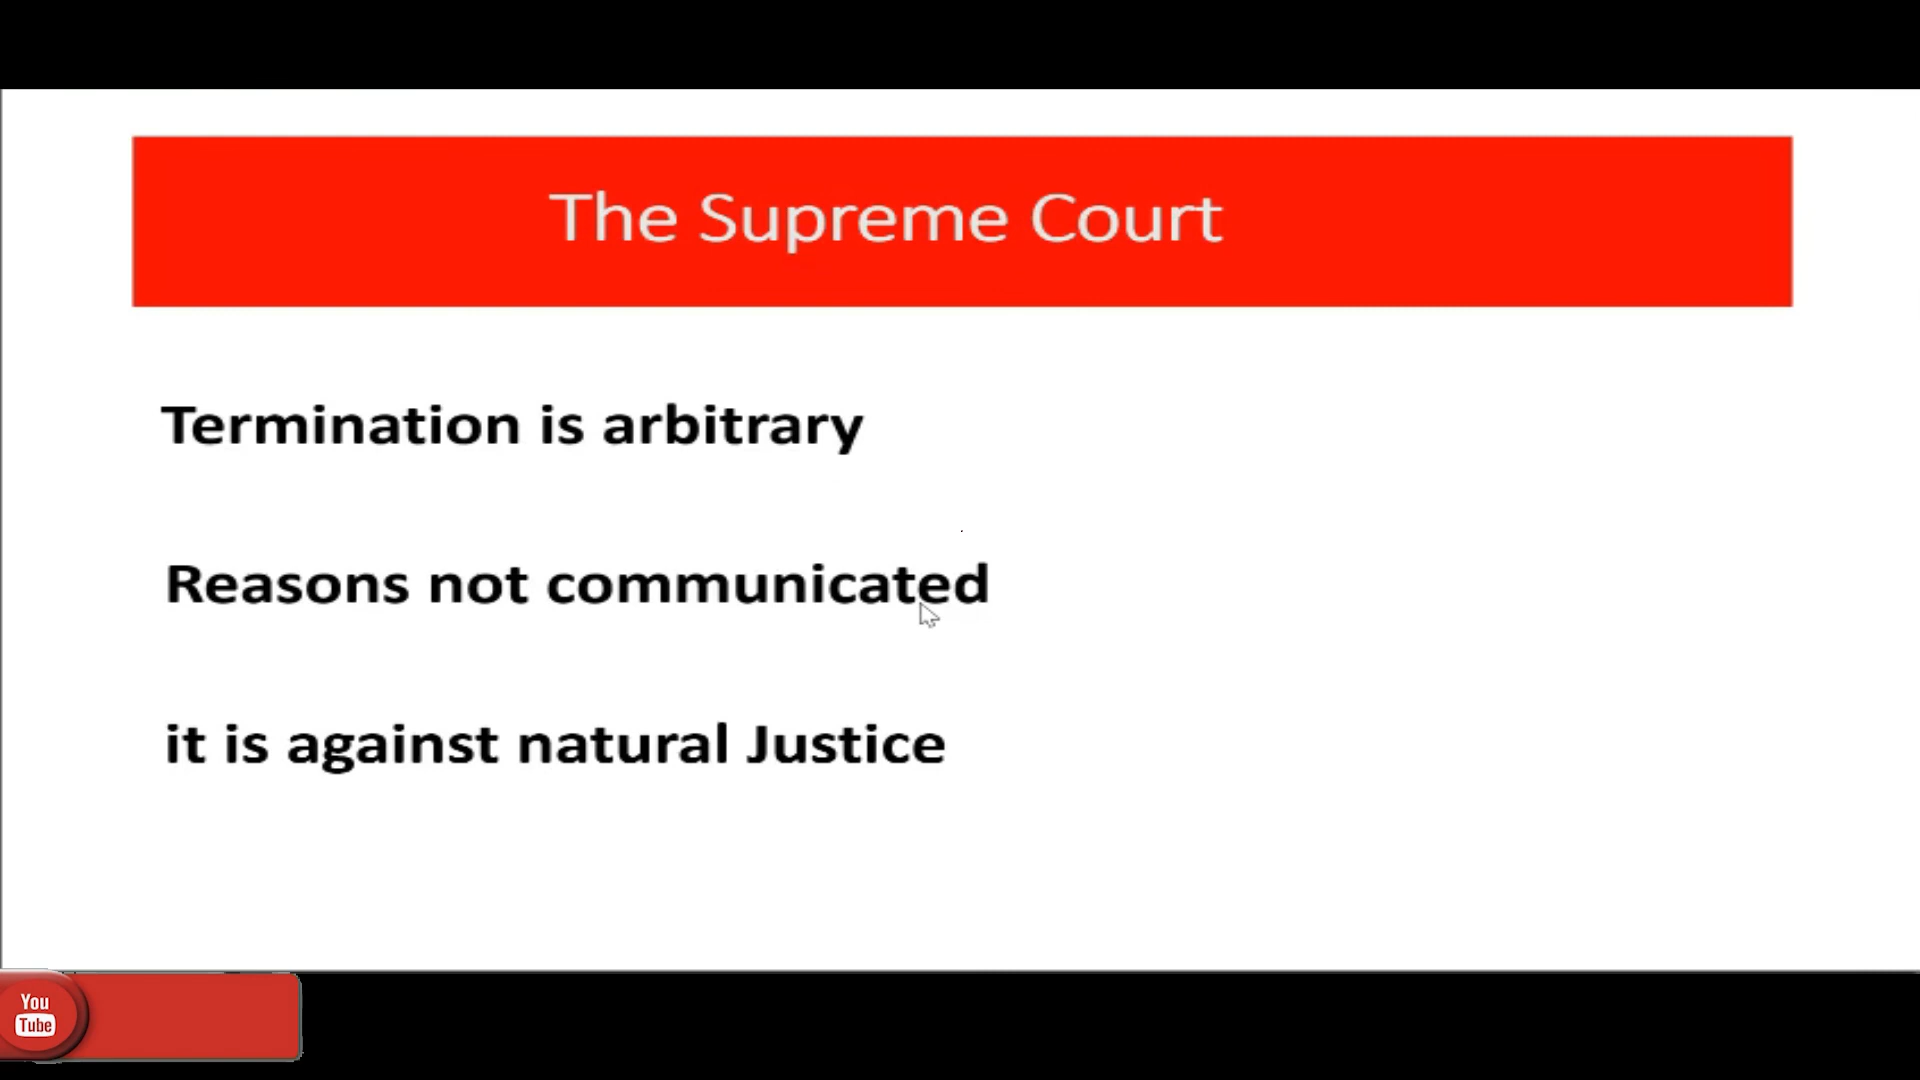 The Supreme Court
Termination is arbitrary
Reasons not communicated
it is against natural Justice
You
Tube